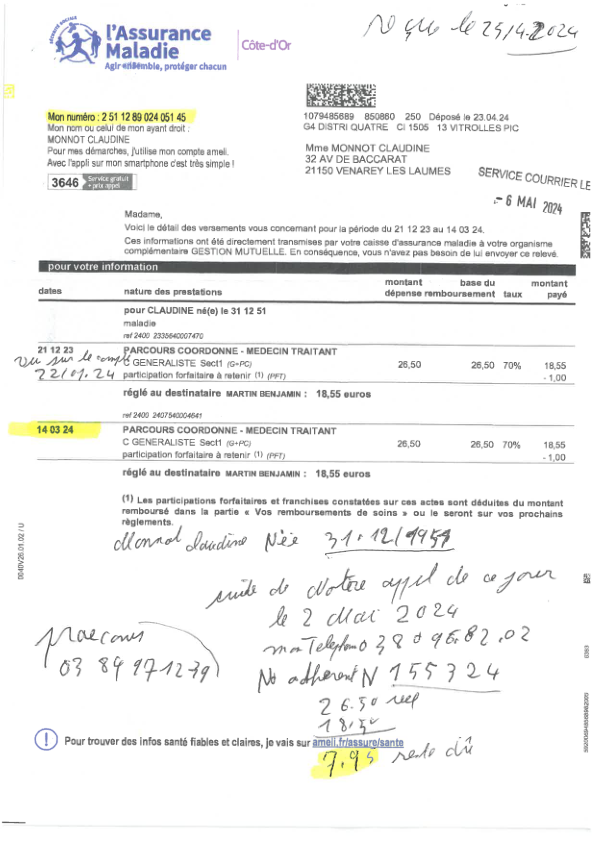 reçu le 25/4.2024
SÉCURITÉ SOCIALE
l'Assurance
Maladie
Agir ensemble, protéger chacun
Côte-d'Or
Mon numéro : 2 51 12 89 024 051 45
Mon nom ou celui de mon ayant droit :
MONNOT CLAUDINE
Pour mes démarches, j'utilise mon compte ameli.
Avec l'appli sur mon smartphone c'est très simple !
3646 Service gratuit
+ prix appel
1079485689 850860 250 Déposé le 23.04.24
G4 DISTRI QUATRE CI 1505 13 VITROLLES PIC
Mme MONNOT CLAUDINE
32 AV DE BACCARAT
21150 VENAREY LES LAUMES
SERVICE COURRIER LE
- 6 MAI 2024
Madame,
Voici le détail des versements vous concernant pour la période du 21 12 23 au 14 03 24.
Ces informations ont été directement transmises par votre caisse d'assurance maladie à votre organisme
complémentaire GESTION MUTUELLE. En conséquence, vous n'avez pas besoin de lui envoyer ce relevé.
pour votre information
dates nature des prestations montant dépense base du remboursement taux montant payé
pour CLAUDINE né(e) le 31 12 51
maladie
ref 2400 2335640007470
21 12 23 PARCOURS COORDONNE - MEDECIN TRAITANT
C GENERALISTE Sect1 (G+PC) 26,50 26,50 70% 18,55
participation forfaitaire à retenir (1) (PFT) - 1,00
vu sur le compte
22/01.24
réglé au destinataire MARTIN BENJAMIN : 18,55 euros
ref 2400 2407540004641
14 03 24 PARCOURS COORDONNE - MEDECIN TRAITANT
C GENERALISTE Sect1 (G+PC) 26,50 26,50 70% 18,55
participation forfaitaire à retenir (1) (PFT) - 1,00
réglé au destinataire MARTIN BENJAMIN : 18,55 euros
(1) Les participations forfaitaires et franchises constatées sur ces actes sont déduites du montant
remboursé dans la partie « Vos remboursements de soins » ou le seront sur vos prochains
règlements.
Monnot Claudine Née 31.12/1951
suite de Notre appel de ce jour
le 2 Mai 2024
mon Telephon 0 38 0 96.82.02
No adherent N 155324
03 84 97 12 39
26.50 reel
18.50
Pour trouver des infos santé fiables et claires, je vais sur ameli.fr/assure/sante
7,95 reste dû